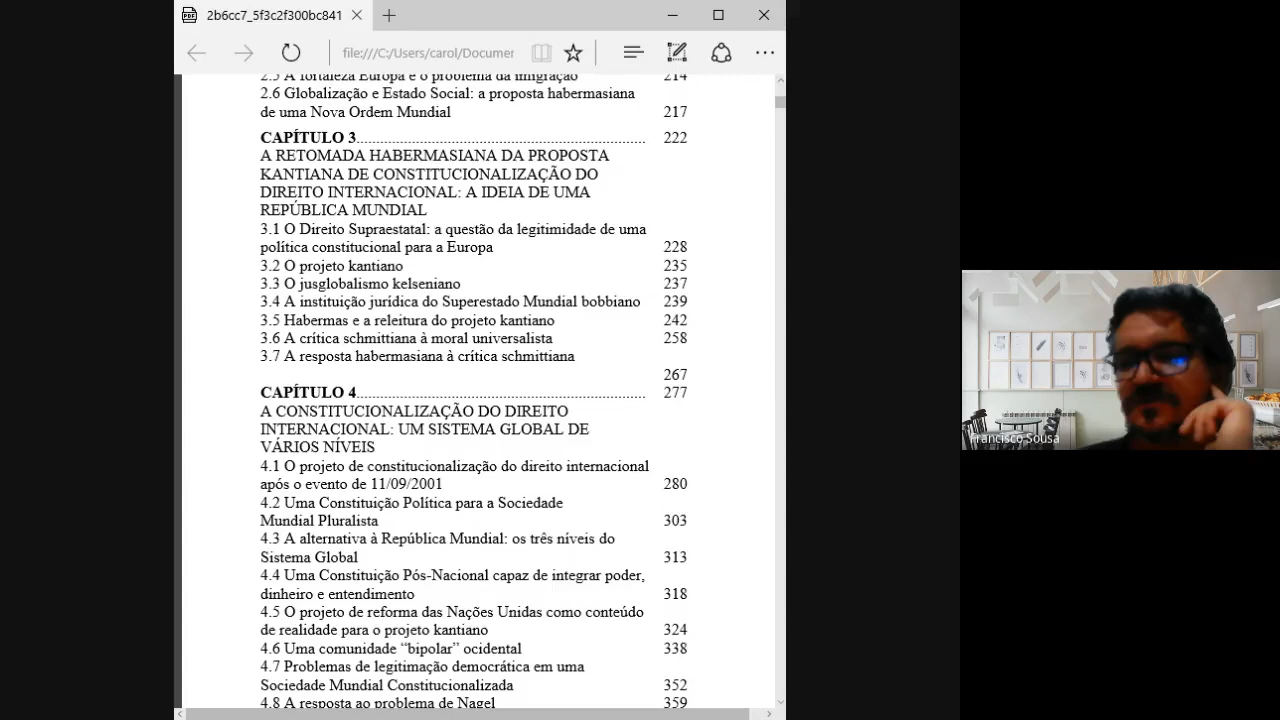 2b6cc7_5f3c2f300bc841
file:///C:/Users/carol/Documer
2.5 A fortaleza Europa e o problema da imigração 214
2.6 Globalização e Estado Social: a proposta habermasiana
de uma Nova Ordem Mundial 217
CAPÍTULO 3........................................................................ 222
A RETOMADA HABERMASIANA DA PROPOSTA
KANTIANA DE CONSTITUCIONALIZAÇÃO DO
DIREITO INTERNACIONAL: A IDEIA DE UMA
REPÚBLICA MUNDIAL
3.1 O Direito Supraestatal: a questão da legitimidade de uma
política constitucional para a Europa 228
3.2 O projeto kantiano 235
3.3 O jusglobalismo kelseniano 237
3.4 A instituição jurídica do Superestado Mundial bobbiano 239
3.5 Habermas e a releitura do projeto kantiano 242
3.6 A crítica schmittiana à moral universalista 258
3.7 A resposta habermasiana à crítica schmittiana
267
CAPÍTULO 4........................................................................ 277
A CONSTITUCIONALIZAÇÃO DO DIREITO
INTERNACIONAL: UM SISTEMA GLOBAL DE
VÁRIOS NÍVEIS
4.1 O projeto de constitucionalização do direito internacional
após o evento de 11/09/2001 280
4.2 Uma Constituição Política para a Sociedade
Mundial Pluralista 303
4.3 A alternativa à República Mundial: os três níveis do
Sistema Global 313
4.4 Uma Constituição Pós-Nacional capaz de integrar poder,
dinheiro e entendimento 318
4.5 O projeto de reforma das Nações Unidas como conteúdo
de realidade para o projeto kantiano 324
4.6 Uma comunidade “bipolar” ocidental 338
4.7 Problemas de legitimação democrática em uma
Sociedade Mundial Constitucionalizada 352
4.8 A resposta ao problema de Nagel 359
Francisco Sousa